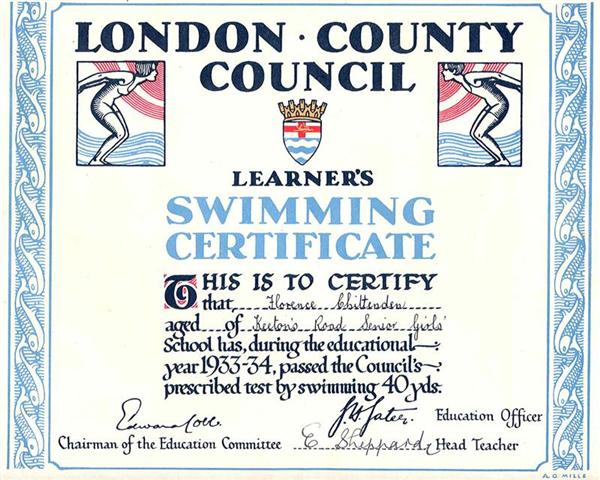 LONDON · COUNTY
COUNCIL
LEARNER'S
SWIMMING
CERTIFICATE
THIS IS TO CERTIFY
that, Florence Chittenden
aged of Keeton's Road Senior Girls'
School has, during the educational
year 1933-34, passed the Council's
prescribed test by swimming 40 yds.
Education Officer
Chairman of the Education Committee E Sheppard Head Teacher
A.O MILLS